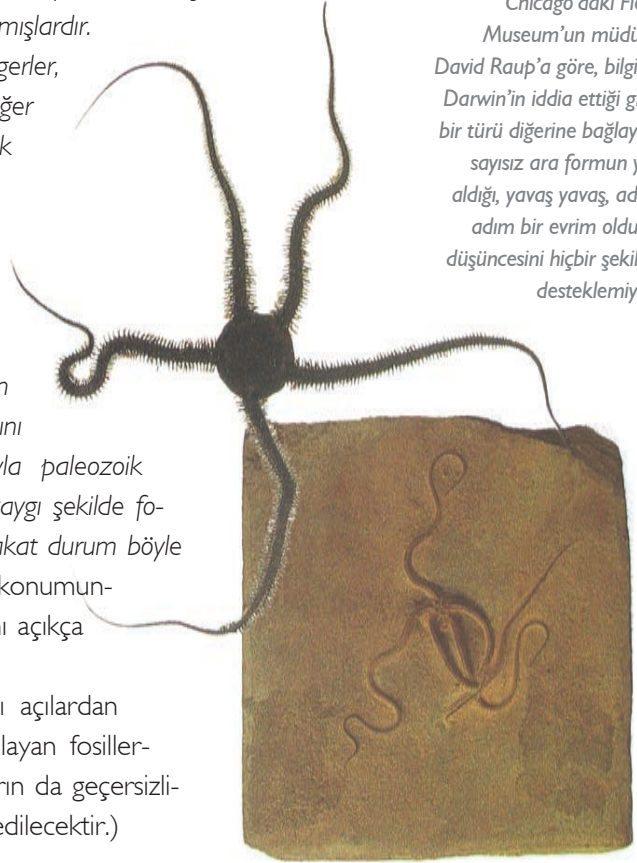 mışlardır.
gerler,
ğer
k
n
ını
yla paleozoik
aygı şekilde fo-
akat durum böyle
konumun-
nı açıkça
ı açılardan
layan fosiller-
rın da geçersizli-
edilecektir.)
Chicago'daki
Museum'un müdü
David Raup'a göre, bilgi
Darwin'in iddia ettiği g
bir türü diğerine bağlay
sayısız ara formun y
aldığı, yavaş yavaş, ad
adım bir evrim oldu
düşüncesini hiçbir şekil
desteklemiy